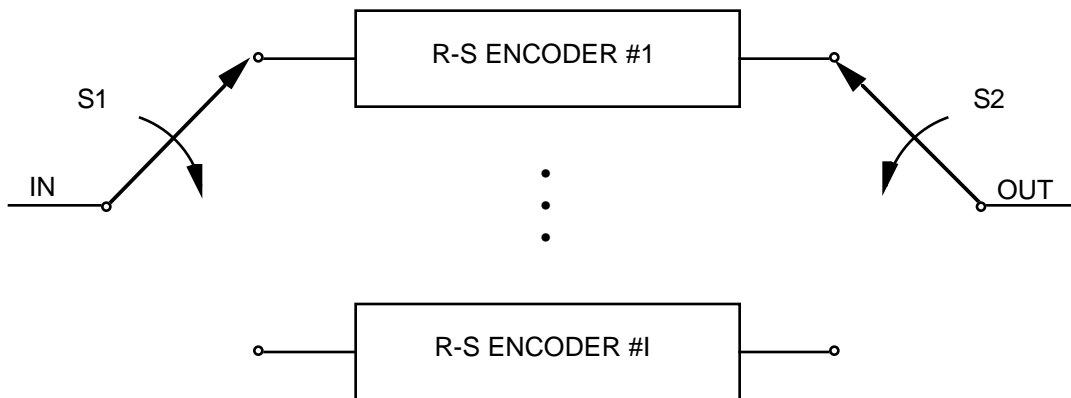 R-S ENCODER #1
S1
S2
IN
OUT
R-S ENCODER #I